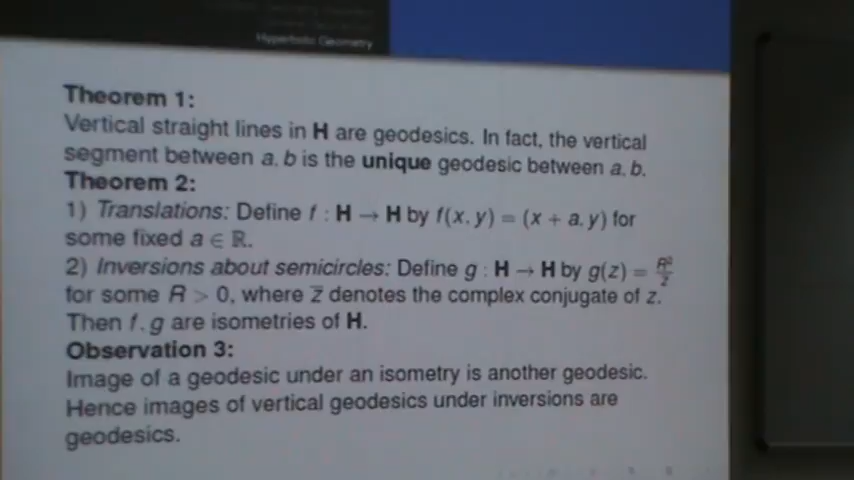 Hyperbolic Geometry
Theorem 1:
Vertical straight lines in H are geodesics. In fact, the vertical
segment between a, b is the unique geodesic between a, b.
Theorem 2:
1) Translations: Define f : H → H by f(x, y) = (x + a, y) for
some fixed a ∈ ℝ.
2) Inversions about semicircles: Define g : H → H by g(z) = R²/z̄
for some R > 0, where z̄ denotes the complex conjugate of z.
Then f, g are isometries of H.
Observation 3:
Image of a geodesic under an isometry is another geodesic.
Hence images of vertical geodesics under inversions are
geodesics.